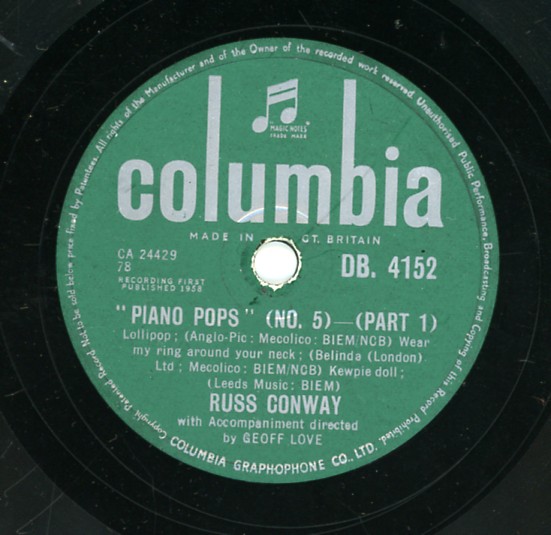 All rights of the Manufacturer and of the Owner of the recorded work reserved. Unauthorised Public Performance, Broadcasting and Copying of this Record Prohibited.
"MAGIC NOTES"
TRADE MARK
columbia
MADE IN GT. BRITAIN
CA 24429
78
RECORDING FIRST
PUBLISHED 1958
DB. 4152
"PIANO POPS" (NO. 5)—(PART 1)
Lollipop; (Anglo-Pic: Mecolico: BIEM/NCB) Wear
my ring around your neck; (Belinda (London)
Ltd; Mecolico: BIEM/NCB) Kewpie doll;
(Leeds Music: BIEM)
RUSS CONWAY
with Accompaniment directed
by GEOFF LOVE
Copyright Patented Record Not to be sold below price fixed by Patentees.
COLUMBIA GRAPHOPHONE CO., LTD.